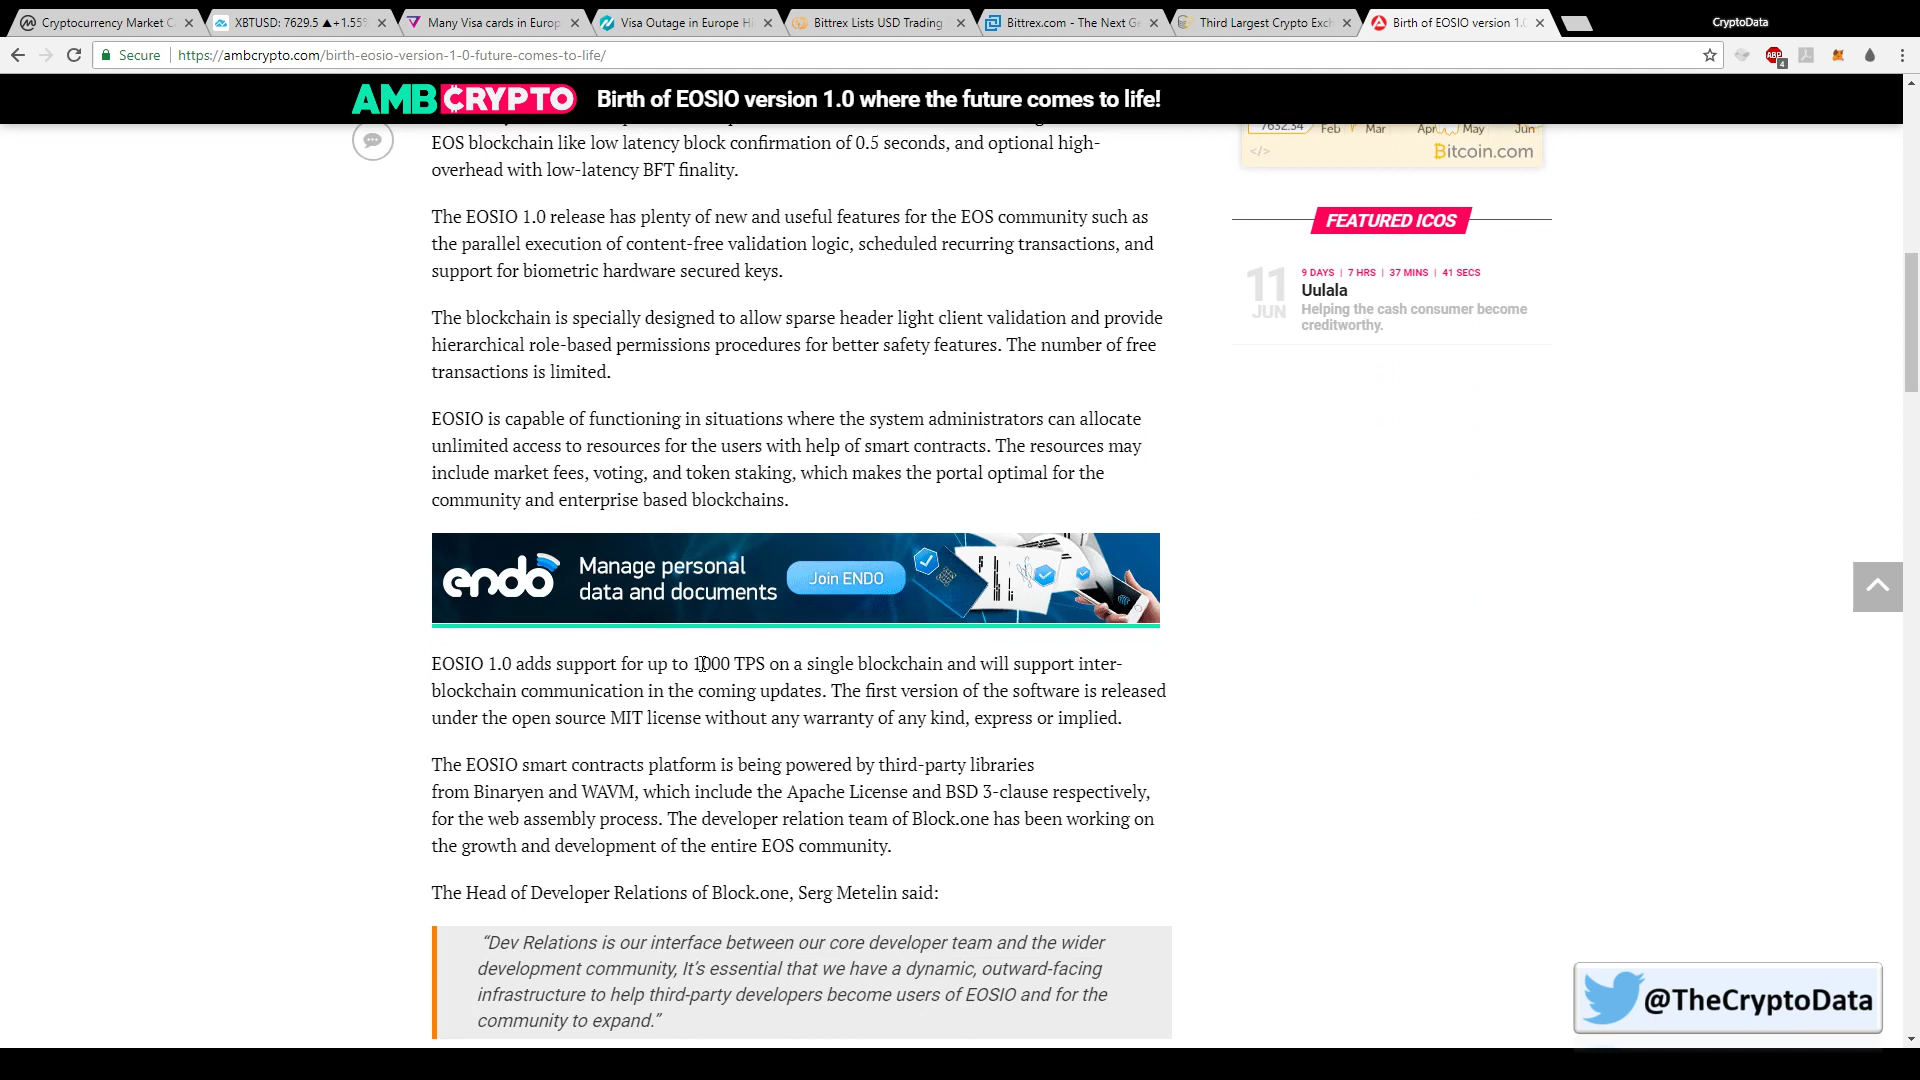 Cryptocurrency Market C
XBTUSD: 7629.5 ▲+1.55%
Many Visa cards in Europ
Visa Outage in Europe Hi
Bittrex Lists USD Trading
Bittrex.com - The Next Ge
Third Largest Crypto Exch
Birth of EOSIO version 1.0
CryptoData
Secure https://ambcrypto.com/birth-eosio-version-1-0-future-comes-to-life/
ABP
4
AMBCRYPTO Birth of EOSIO version 1.0 where the future comes to life!
EOS blockchain like low latency block confirmation of 0.5 seconds, and optional high-
overhead with low-latency BFT finality.
The EOSIO 1.0 release has plenty of new and useful features for the EOS community such as
the parallel execution of content-free validation logic, scheduled recurring transactions, and
support for biometric hardware secured keys.
The blockchain is specially designed to allow sparse header light client validation and provide
hierarchical role-based permissions procedures for better safety features. The number of free
transactions is limited.
EOSIO is capable of functioning in situations where the system administrators can allocate
unlimited access to resources for the users with help of smart contracts. The resources may
include market fees, voting, and token staking, which makes the portal optimal for the
community and enterprise based blockchains.
endo
Manage personal
data and documents
Join ENDO
EOSIO 1.0 adds support for up to 1000 TPS on a single blockchain and will support inter-
blockchain communication in the coming updates. The first version of the software is released
under the open source MIT license without any warranty of any kind, express or implied.
The EOSIO smart contracts platform is being powered by third-party libraries
from Binaryen and WAVM, which include the Apache License and BSD 3-clause respectively,
for the web assembly process. The developer relation team of Block.one has been working on
the growth and development of the entire EOS community.
The Head of Developer Relations of Block.one, Serg Metelin said:
“Dev Relations is our interface between our core developer team and the wider
development community, It’s essential that we have a dynamic, outward-facing
infrastructure to help third-party developers become users of EOSIO and for the
community to expand.”
7632.34 Feb Mar Apr May Jun
</> Bitcoin.com
FEATURED ICOS
11
JUN
9 DAYS | 7 HRS | 37 MINS | 41 SECS
Uulala
Helping the cash consumer become
creditworthy.
@TheCryptoData